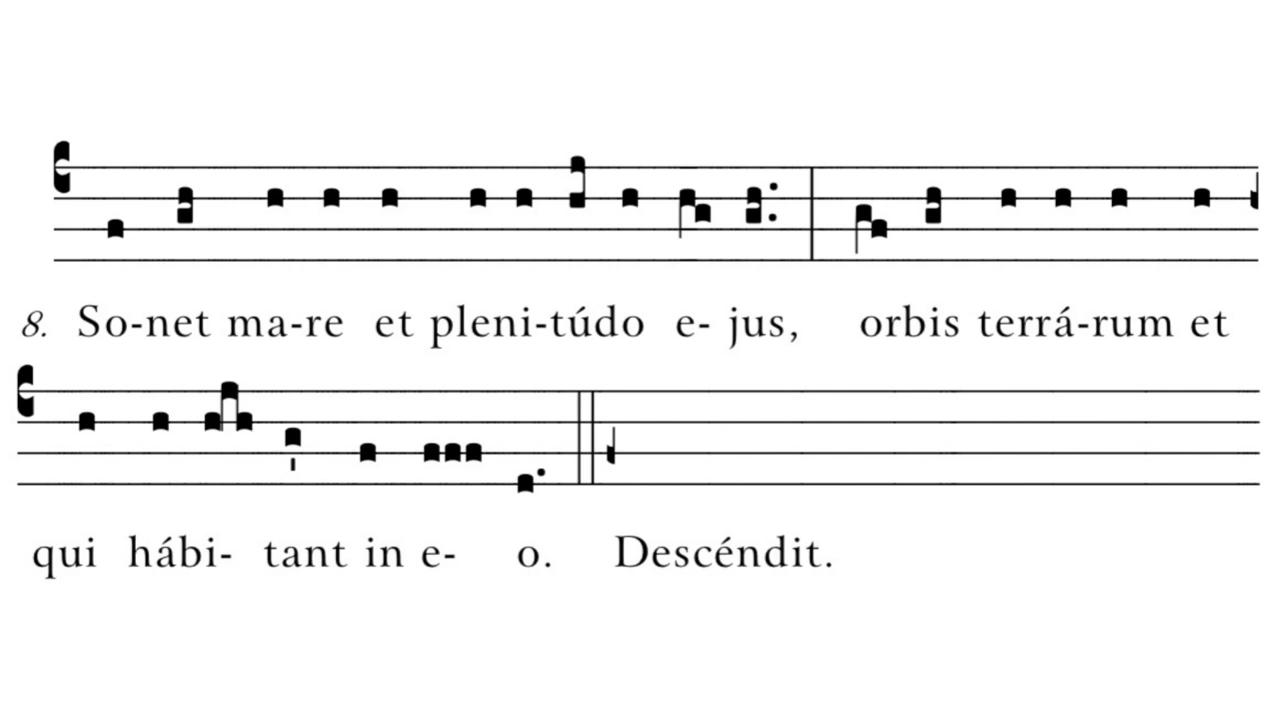 8. So-net ma-re et pleni-túdo e- jus, orbis terrá-rum et
qui hábi- tant in e- o. Descéndit.